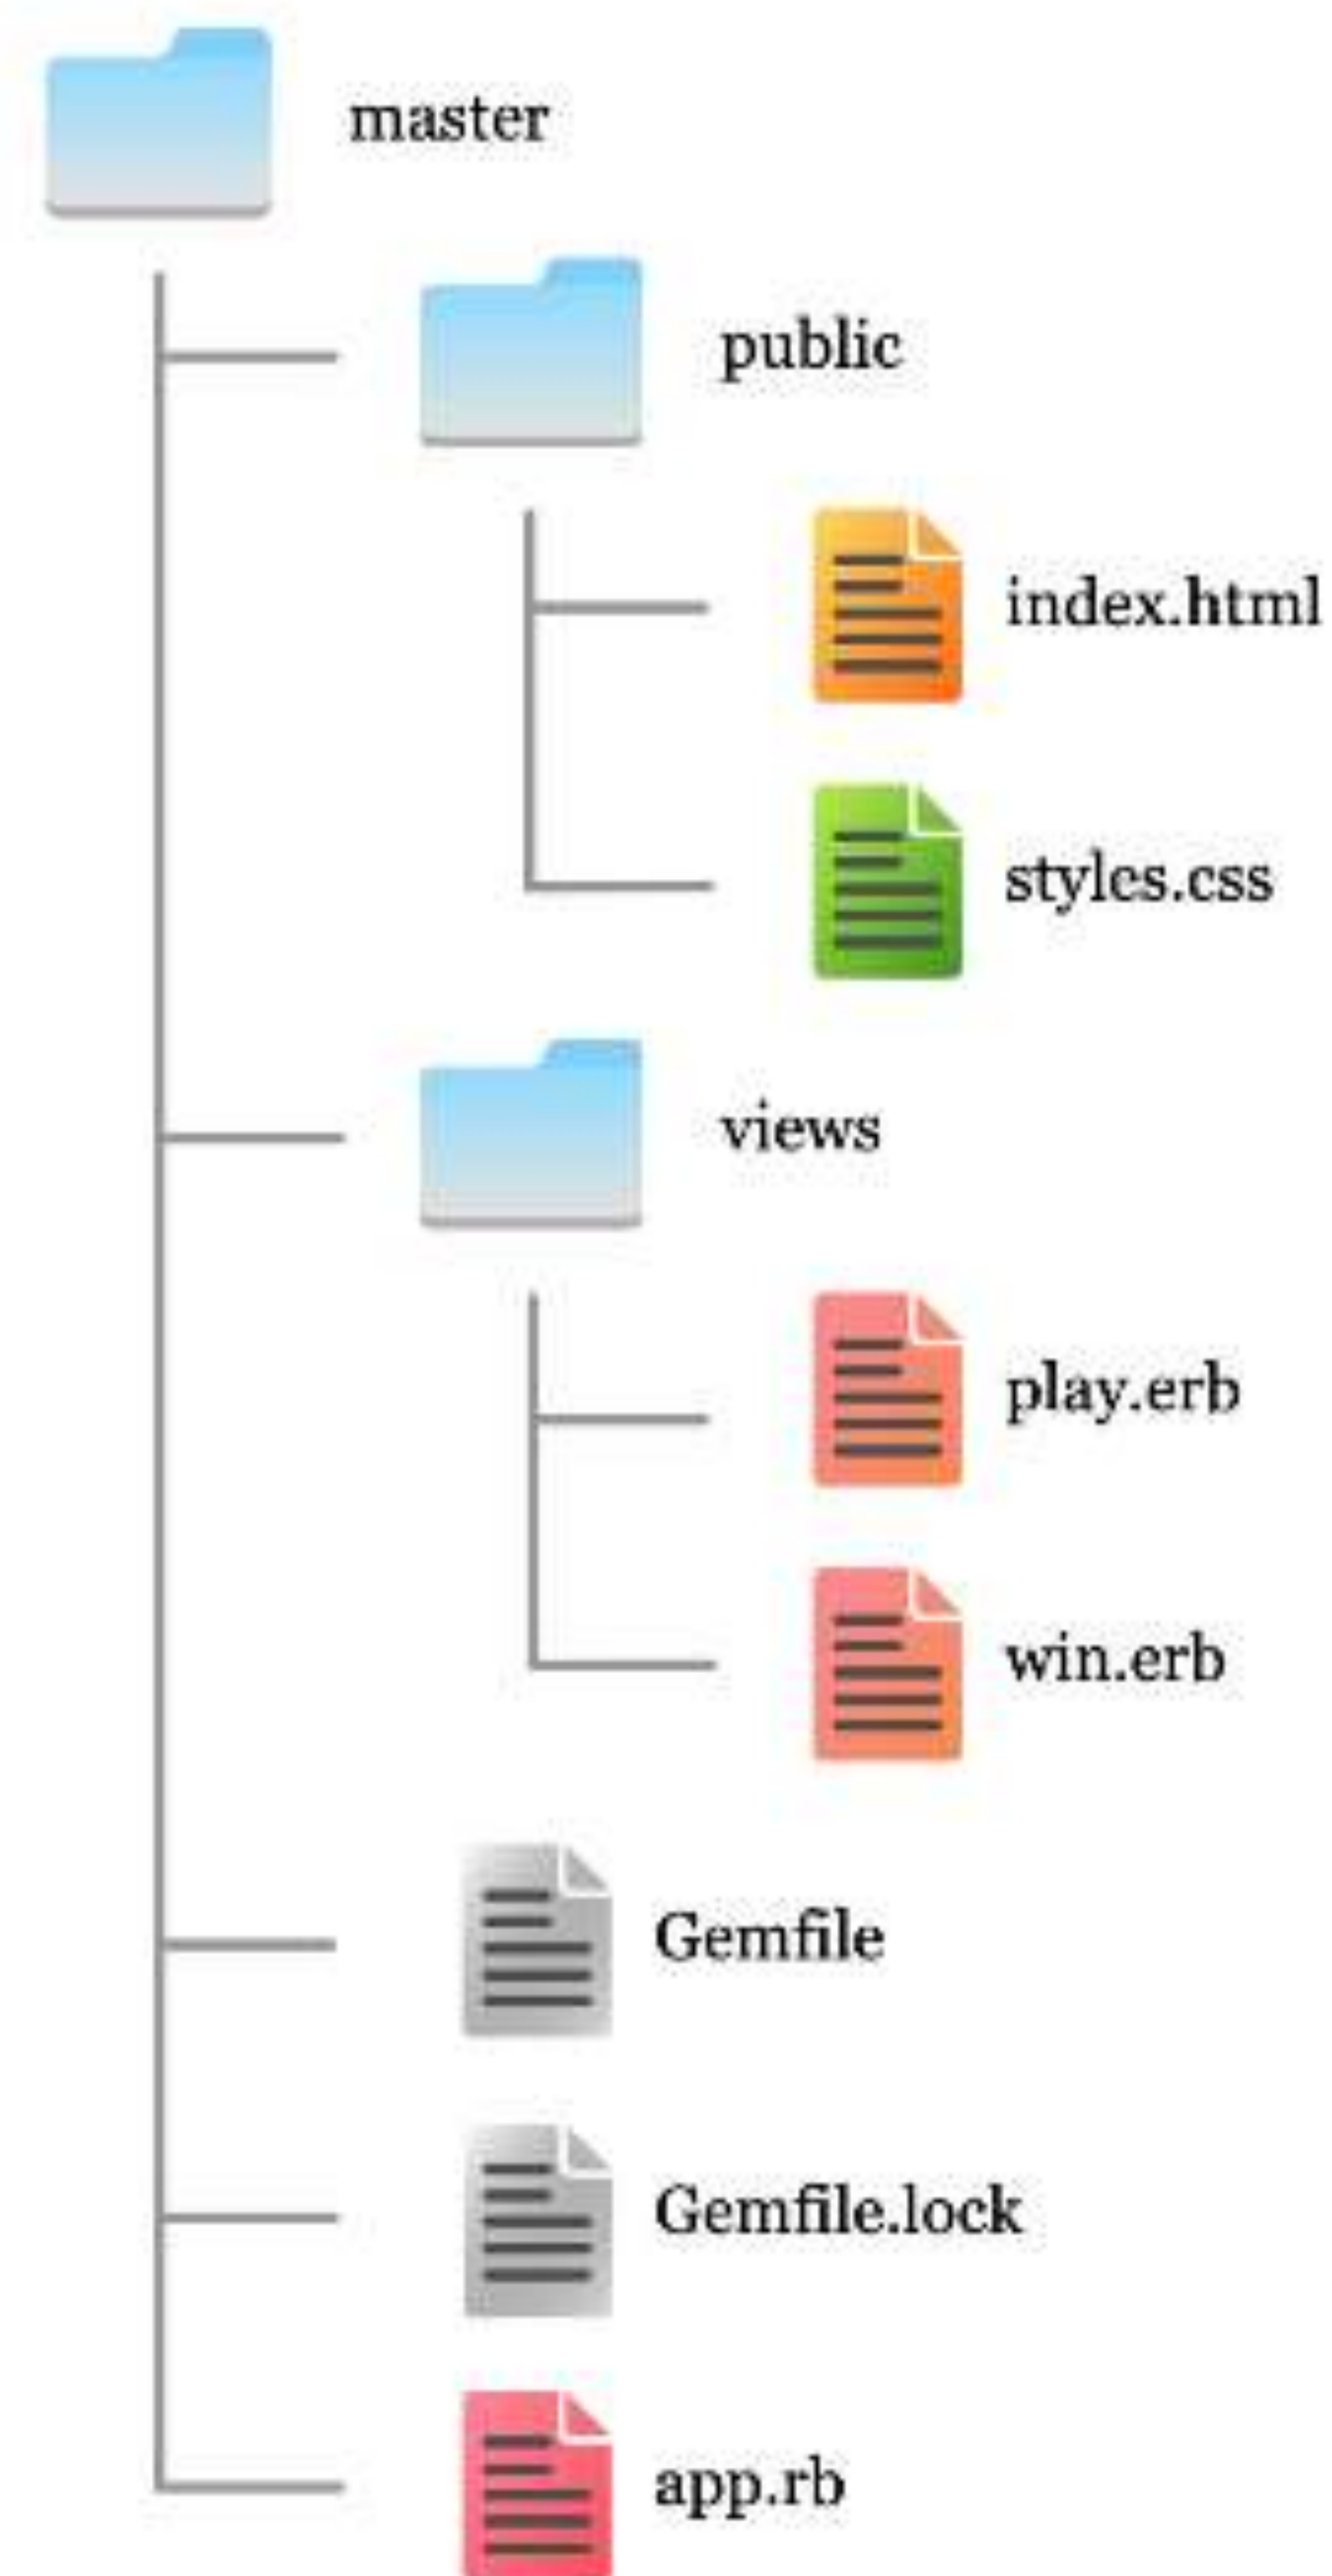 master
public
index.html
styles.css
views
play.erb
win.erb
Gemfile
Gemfile.lock
app.rb